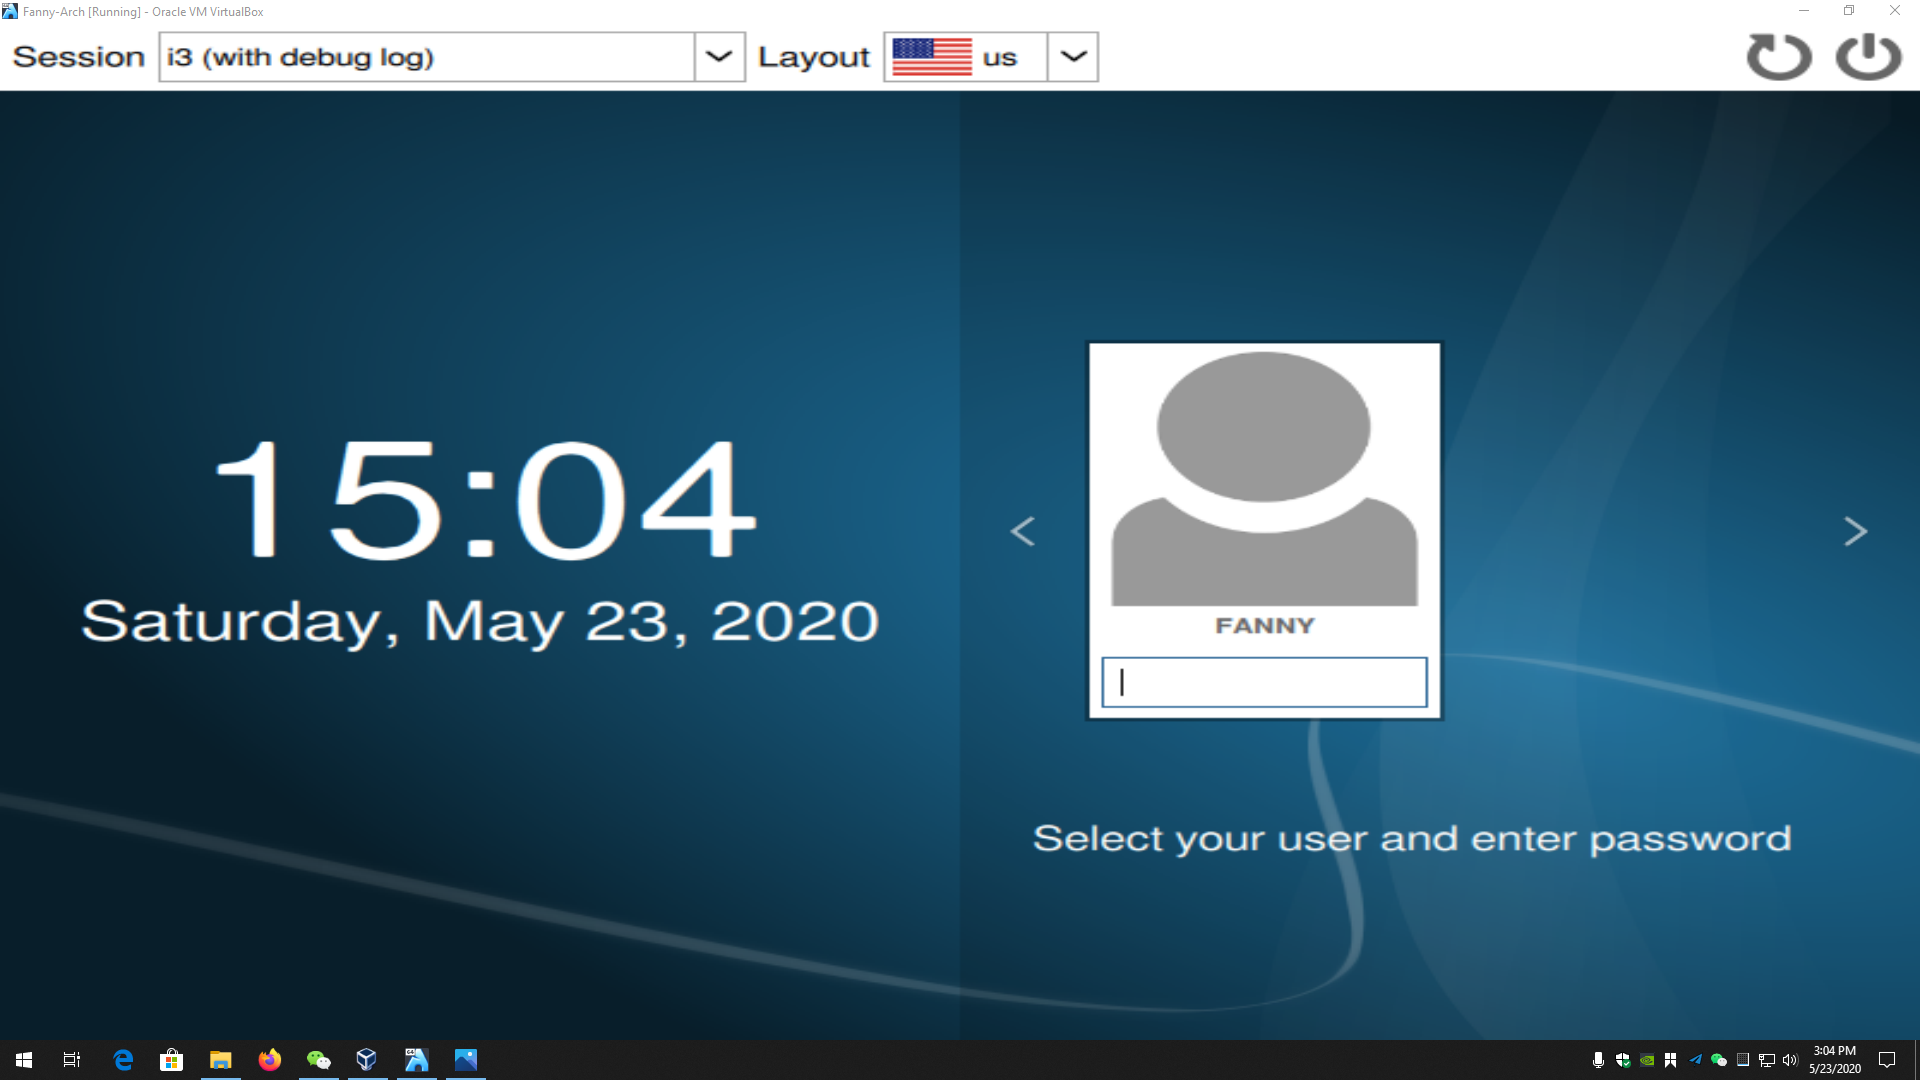 Fanny-Arch [Running] - Oracle VM VirtualBox
Session i3 (with debug log) Layout us
15:04
Saturday, May 23, 2020
FANNY
Select your user and enter password
3:04 PM
5/23/2020